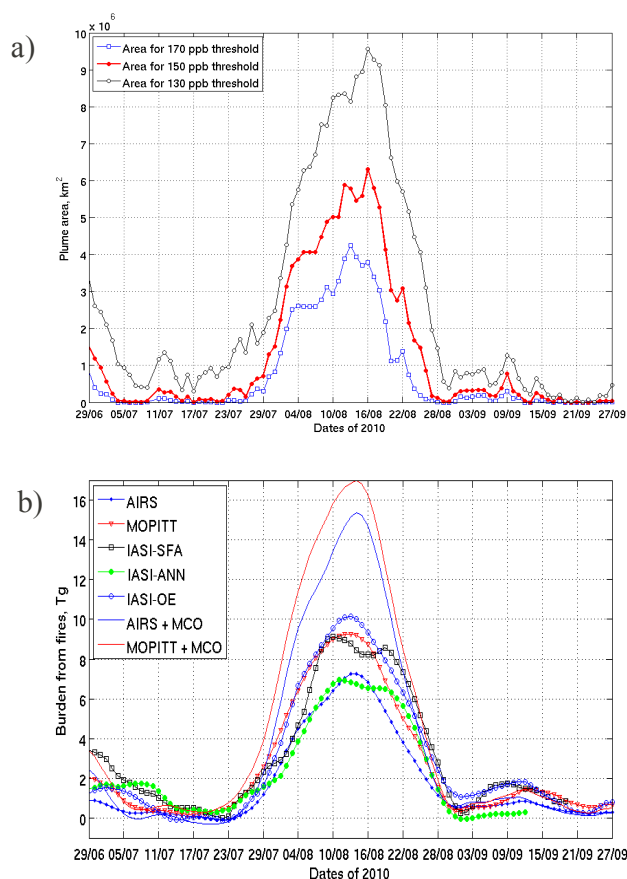 a)
× 10⁶
10
9
8
7
6
5
4
3
2
1
0
Plume area, km²
Area for 170 ppb threshold
Area for 150 ppb threshold
Area for 130 ppb threshold
29/06 05/07 11/07 17/07 23/07 29/07 04/08 10/08 16/08 22/08 28/08 03/09 09/09 15/09 21/09 27/09
Dates of 2010
b)
16
14
12
10
8
6
4
2
0
Burden from fires, Tg
AIRS
MOPITT
IASI-SFA
IASI-ANN
IASI-OE
AIRS + MCO
MOPITT + MCO
29/06 05/07 11/07 17/07 23/07 29/07 04/08 10/08 16/08 22/08 28/08 03/09 09/09 15/09 21/09 27/09
Dates of 2010